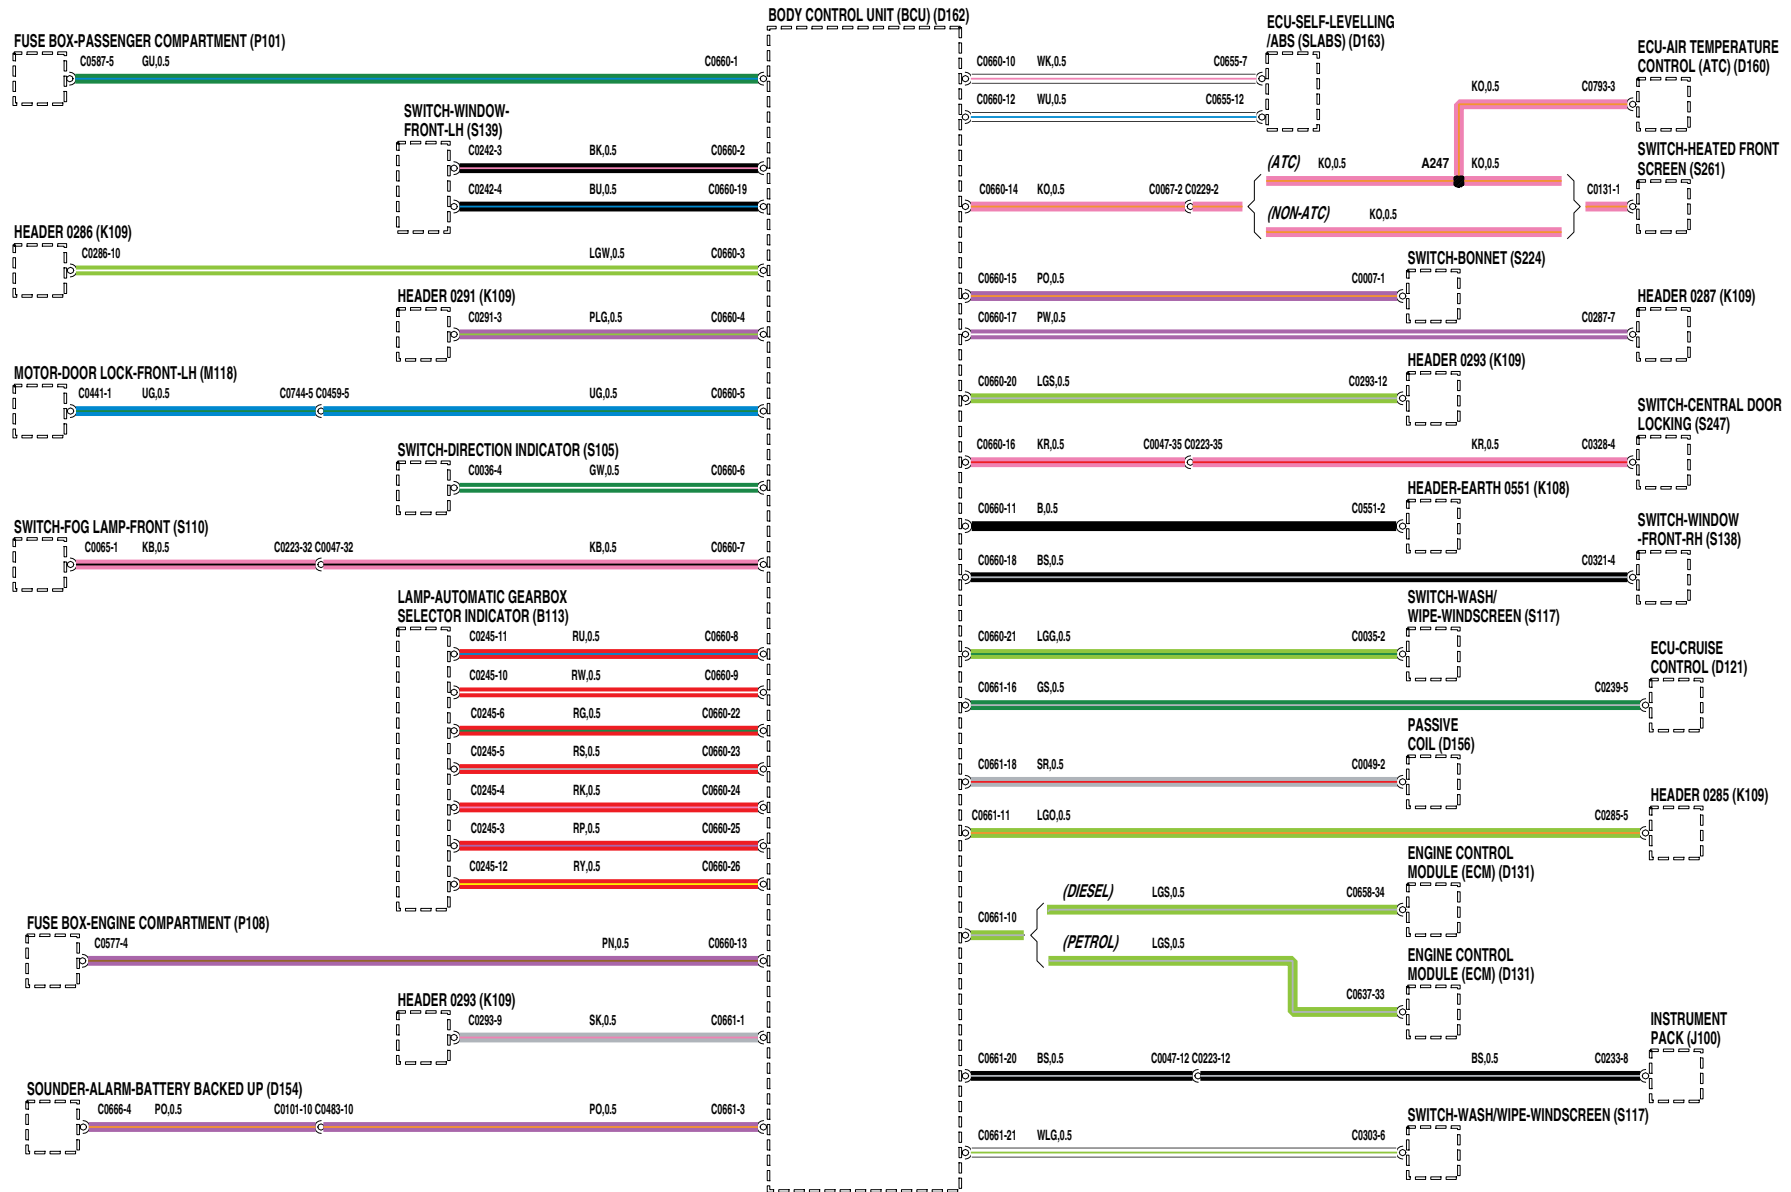 BODY CONTROL UNIT (BCU) (D162)
FUSE BOX-PASSENGER COMPARTMENT (P101)
C0587-5 GU,0.5 C0660-1
SWITCH-WINDOW-
FRONT-LH (S139)
C0242-3 BK,0.5 C0660-2
C0242-4 BU,0.5 C0660-19
HEADER 0286 (K109)
C0286-10 LGW,0.5 C0660-3
HEADER 0291 (K109)
C0291-3 PLG,0.5 C0660-4
MOTOR-DOOR LOCK-FRONT-LH (M118)
C0441-1 UG,0.5 C0744-5 C0459-5 UG,0.5 C0660-5
SWITCH-DIRECTION INDICATOR (S105)
C0036-4 GW,0.5 C0660-6
SWITCH-FOG LAMP-FRONT (S110)
C0065-1 KB,0.5 C0223-32 C0047-32 KB,0.5 C0660-7
LAMP-AUTOMATIC GEARBOX
SELECTOR INDICATOR (B113)
C0245-11 RU,0.5 C0660-8
C0245-10 RW,0.5 C0660-9
C0245-6 RG,0.5 C0660-22
C0245-5 RS,0.5 C0660-23
C0245-4 RK,0.5 C0660-24
C0245-3 RP,0.5 C0660-25
C0245-12 RY,0.5 C0660-26
FUSE BOX-ENGINE COMPARTMENT (P108)
C0577-4 PN,0.5 C0660-13
HEADER 0293 (K109)
C0293-9 SK,0.5 C0661-1
SOUNDER-ALARM-BATTERY BACKED UP (D154)
C0666-4 PO,0.5 C0101-10 C0483-10 PO,0.5 C0661-3
ECU-SELF-LEVELLING
/ABS (SLABS) (D163)
C0660-10 WK,0.5 C0655-7
C0660-12 WU,0.5 C0655-12
ECU-AIR TEMPERATURE
CONTROL (ATC) (D160)
KO,0.5 C0793-3
SWITCH-HEATED FRONT
SCREEN (S261)
(ATC) KO,0.5 A247 KO,0.5
C0660-14 KO,0.5 C0067-2 C0229-2 C0131-1
(NON-ATC) KO,0.5
SWITCH-BONNET (S224)
C0660-15 PO,0.5 C0007-1
HEADER 0287 (K109)
C0660-17 PW,0.5 C0287-7
HEADER 0293 (K109)
C0660-20 LGS,0.5 C0293-12
SWITCH-CENTRAL DOOR
LOCKING (S247)
C0660-16 KR,0.5 C0047-35 C0223-35 KR,0.5 C0328-4
HEADER-EARTH 0551 (K108)
C0660-11 B,0.5 C0551-2
SWITCH-WINDOW
-FRONT-RH (S138)
C0660-18 BS,0.5 C0321-4
SWITCH-WASH/
WIPE-WINDSCREEN (S117)
C0660-21 LGG,0.5 C0035-2
ECU-CRUISE
CONTROL (D121)
C0661-16 GS,0.5 C0239-5
PASSIVE
COIL (D156)
C0661-18 SR,0.5 C0049-2
HEADER 0285 (K109)
C0661-11 LGO,0.5 C0285-5
ENGINE CONTROL
MODULE (ECM) (D131)
(DIESEL) LGS,0.5 C0658-34
C0661-10
(PETROL) LGS,0.5
ENGINE CONTROL
MODULE (ECM) (D131)
C0637-33
INSTRUMENT
PACK (J100)
C0661-20 BS,0.5 C0047-12 C0223-12 BS,0.5 C0233-8
SWITCH-WASH/WIPE-WINDSCREEN (S117)
C0661-21 WLG,0.5 C0303-6